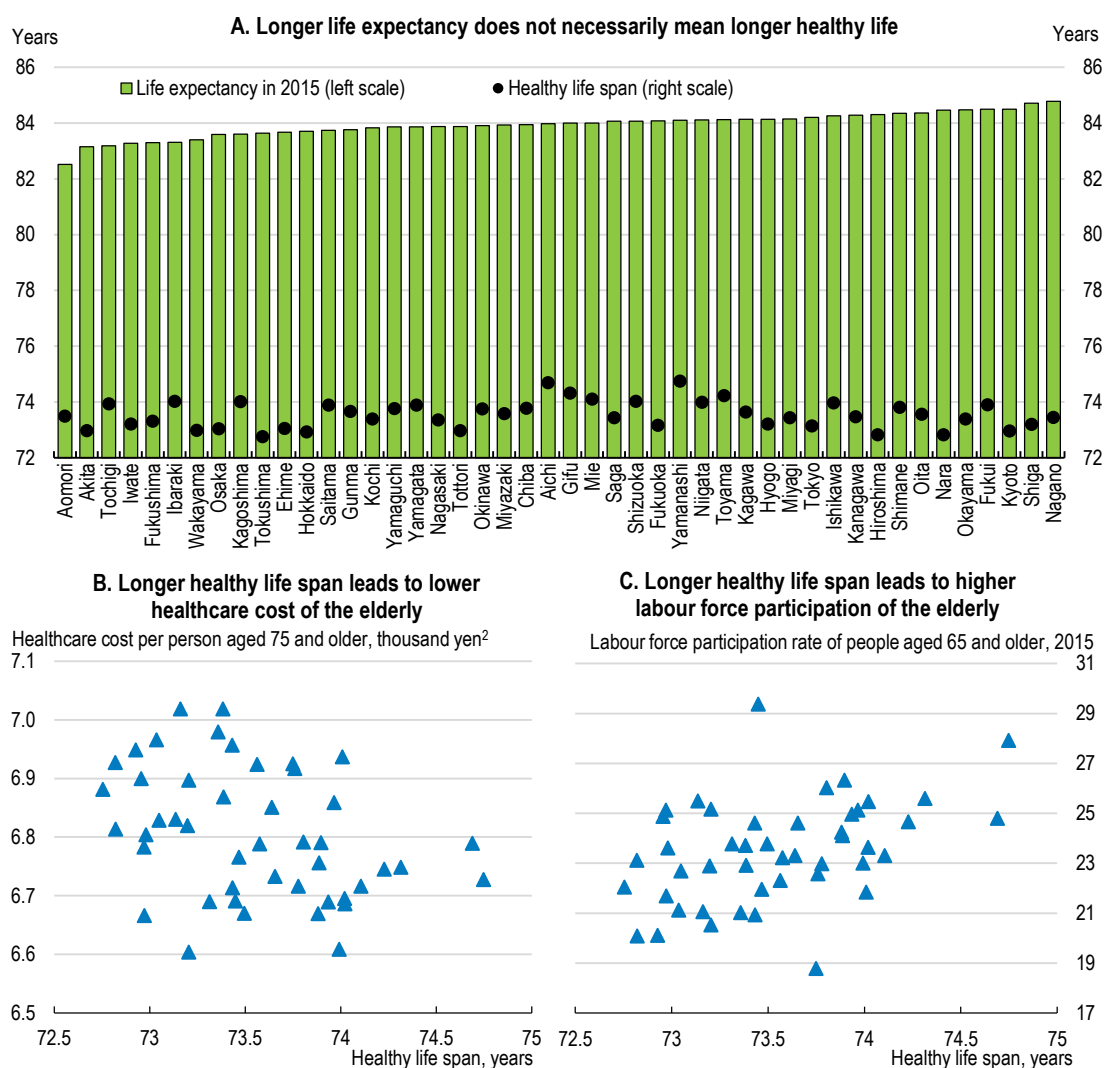 A. Longer life expectancy does not necessarily mean longer healthy life
Years
Years
Life expectancy in 2015 (left scale)
Healthy life span (right scale)
86
84
82
80
78
76
74
72
86
84
82
80
78
76
74
72
Aomori
Akita
Tochigi
Iwate
Fukushima
Ibaraki
Wakayama
Osaka
Kagoshima
Tokushima
Ehime
Hokkaido
Saitama
Gunma
Kochi
Yamaguchi
Yamagata
Nagasaki
Tottori
Okinawa
Miyazaki
Chiba
Aichi
Gifu
Mie
Saga
Shizuoka
Fukuoka
Yamanashi
Niigata
Toyama
Kagawa
Hyogo
Miyagi
Tokyo
Ishikawa
Kanagawa
Hiroshima
Shimane
Oita
Nara
Okayama
Fukui
Kyoto
Shiga
Nagano
B. Longer healthy life span leads to lower
healthcare cost of the elderly
Healthcare cost per person aged 75 and older, thousand yen2
7.1
7.0
6.9
6.8
6.7
6.6
6.5
72.5 73 73.5 74 74.5 75
Healthy life span, years
C. Longer healthy life span leads to higher
labour force participation of the elderly
Labour force participation rate of people aged 65 and older, 2015
31
29
27
25
23
21
19
17
72.5 73 73.5 74 74.5 75
Healthy life span, years